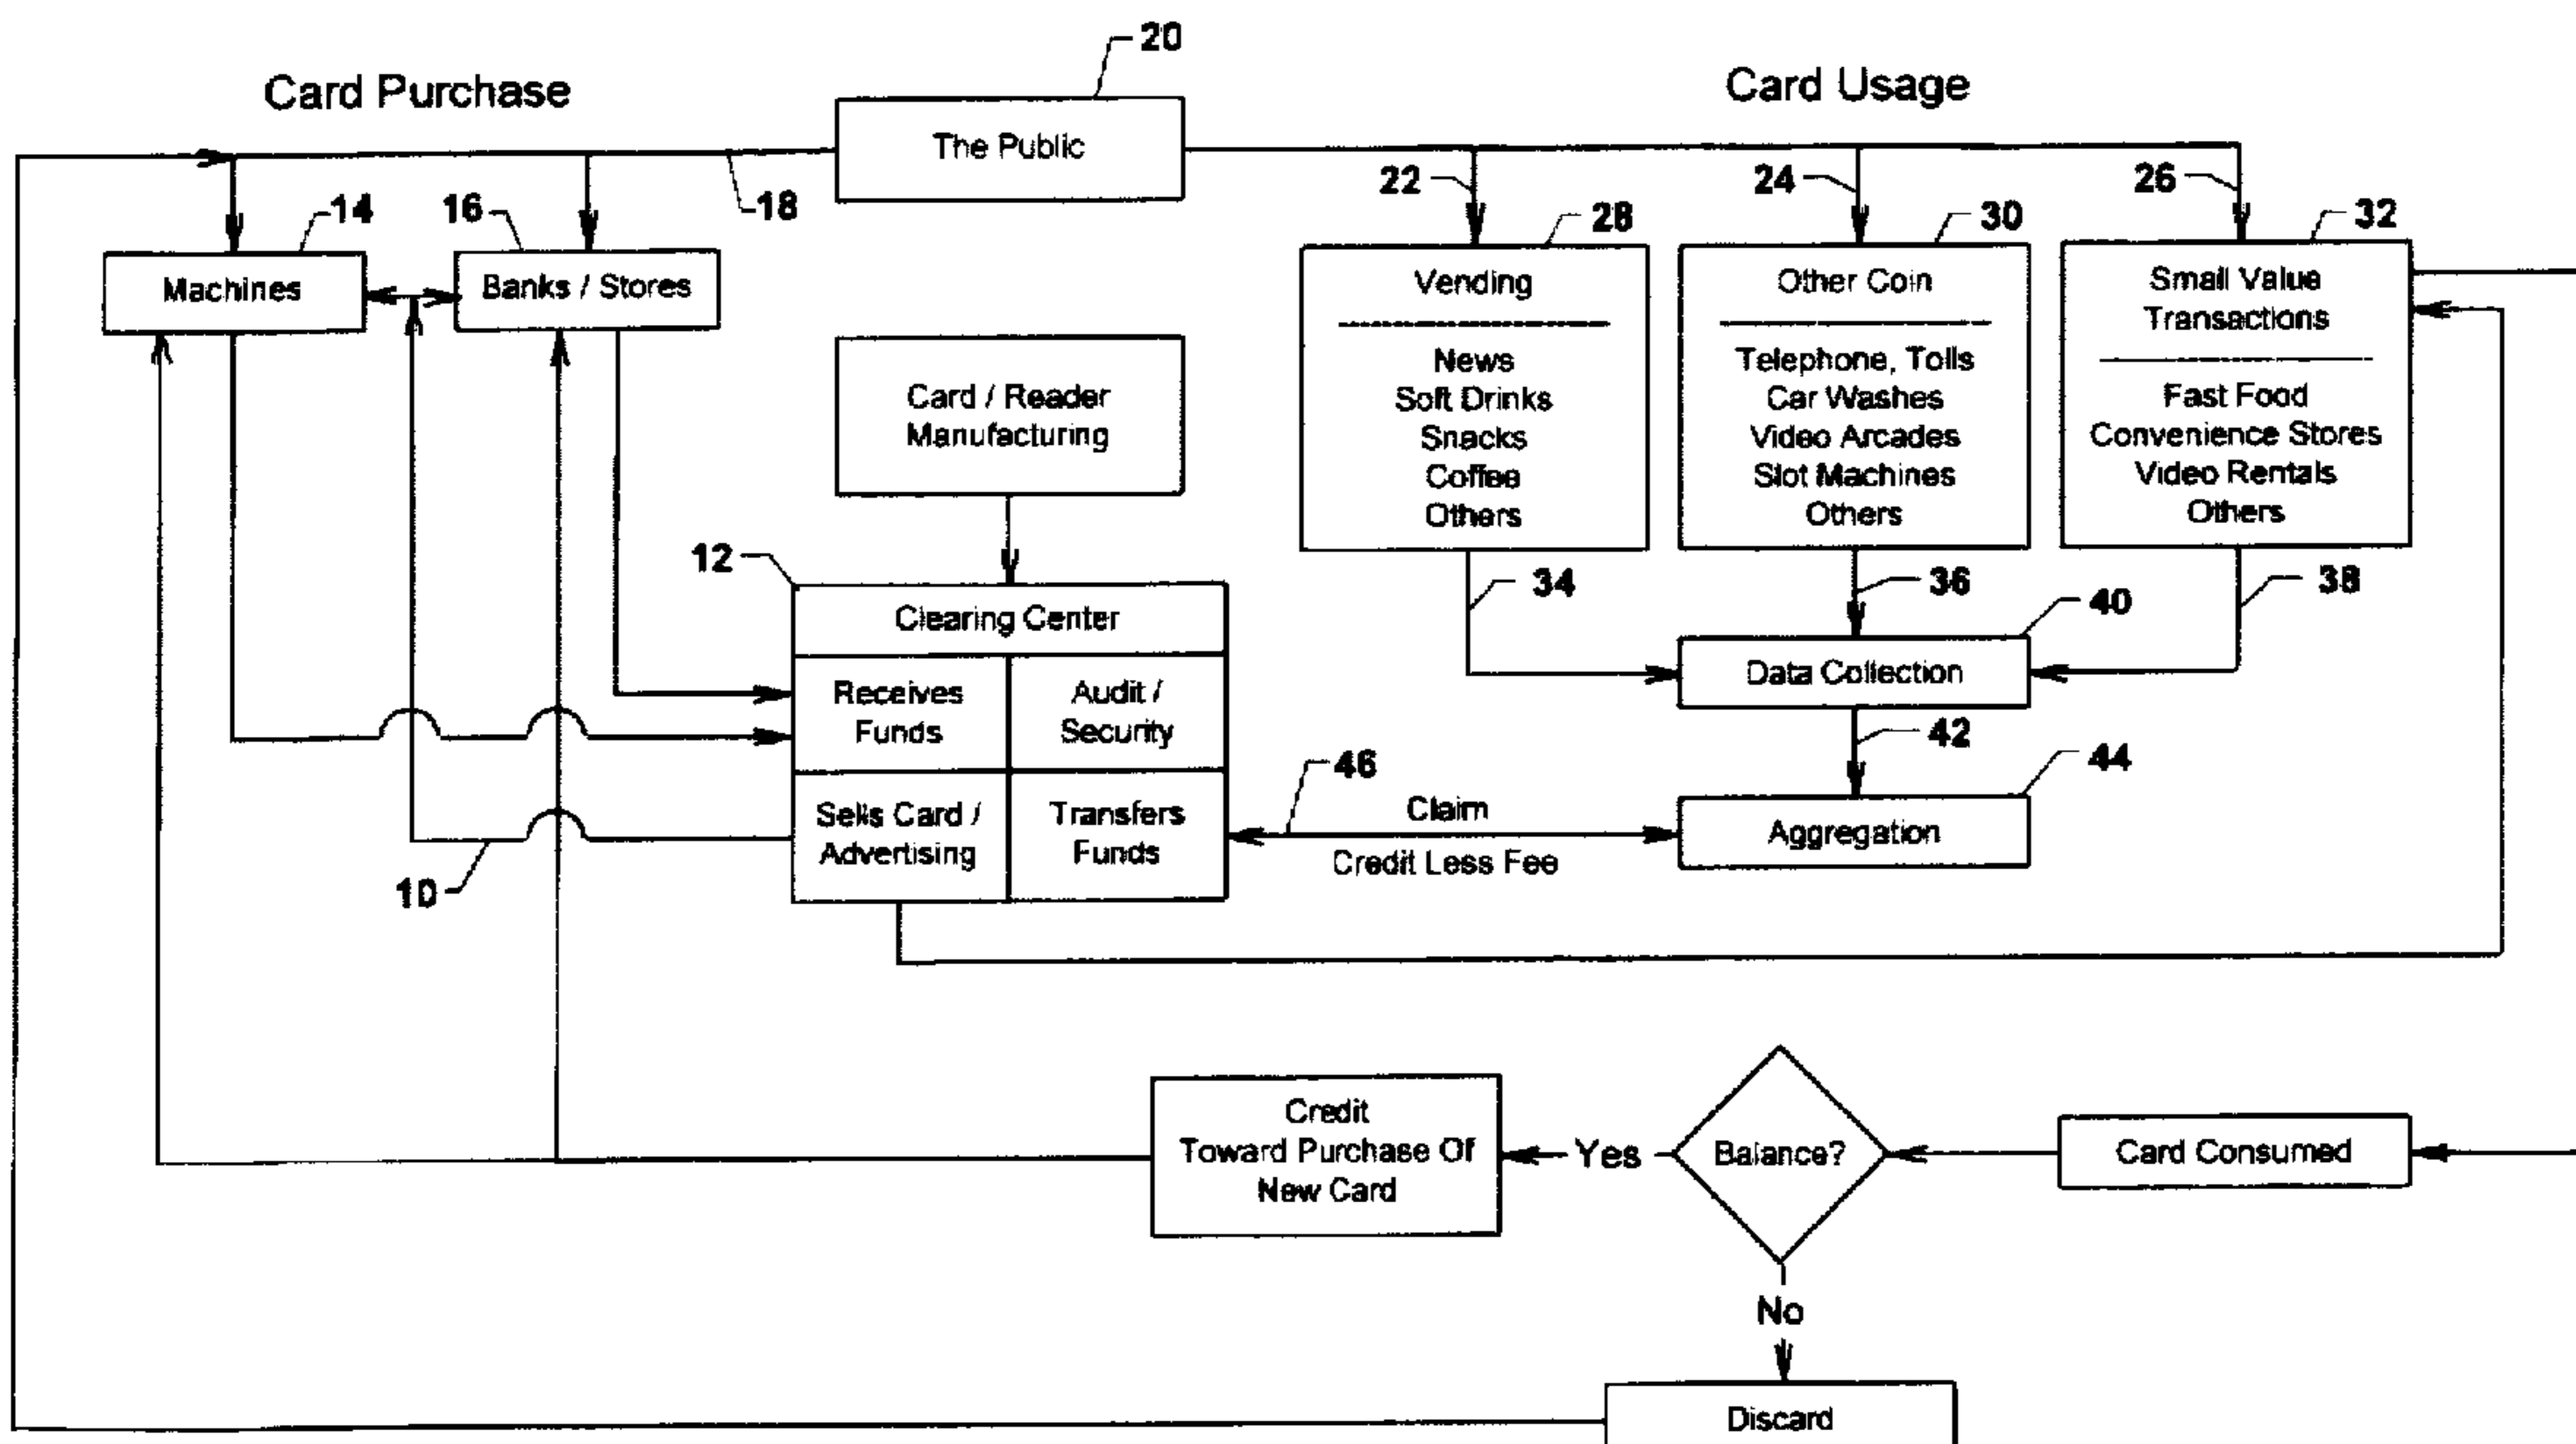 20
Card Purchase
Card Usage
The Public
22
24
26
18
14
16
28
30
32
Machines
Banks / Stores
Vending
News
Soft Drinks
Snacks
Coffee
Others
Other Coin
Telephone, Tolls
Car Washes
Video Arcades
Slot Machines
Others
Small Value
Transactions
Fast Food
Convenience Stores
Video Rentals
Others
Card / Reader
Manufacturing
12
34
36
38
40
Clearing Center
Receives
Funds
Audit /
Security
Sells Card /
Advertising
Transfers
Funds
Data Collection
42
44
46
Claim
Credit Less Fee
Aggregation
10
Credit
Toward Purchase Of
New Card
Yes
Balance?
Card Consumed
No
Discard